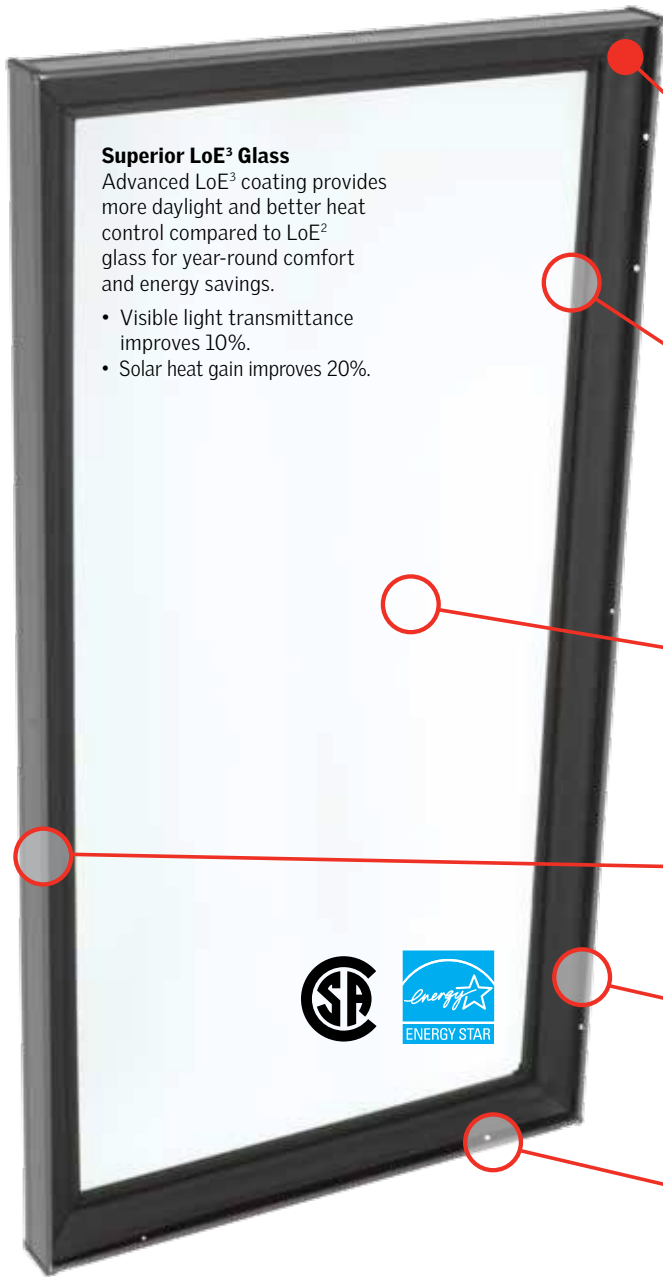 Superior LoE³ Glass
Advanced LoE³ coating provides
more daylight and better heat
control compared to LoE²
glass for year-round comfort
and energy savings.
• Visible light transmittance
improves 10%.
• Solar heat gain improves 20%.
SA
energy
ENERGY STAR